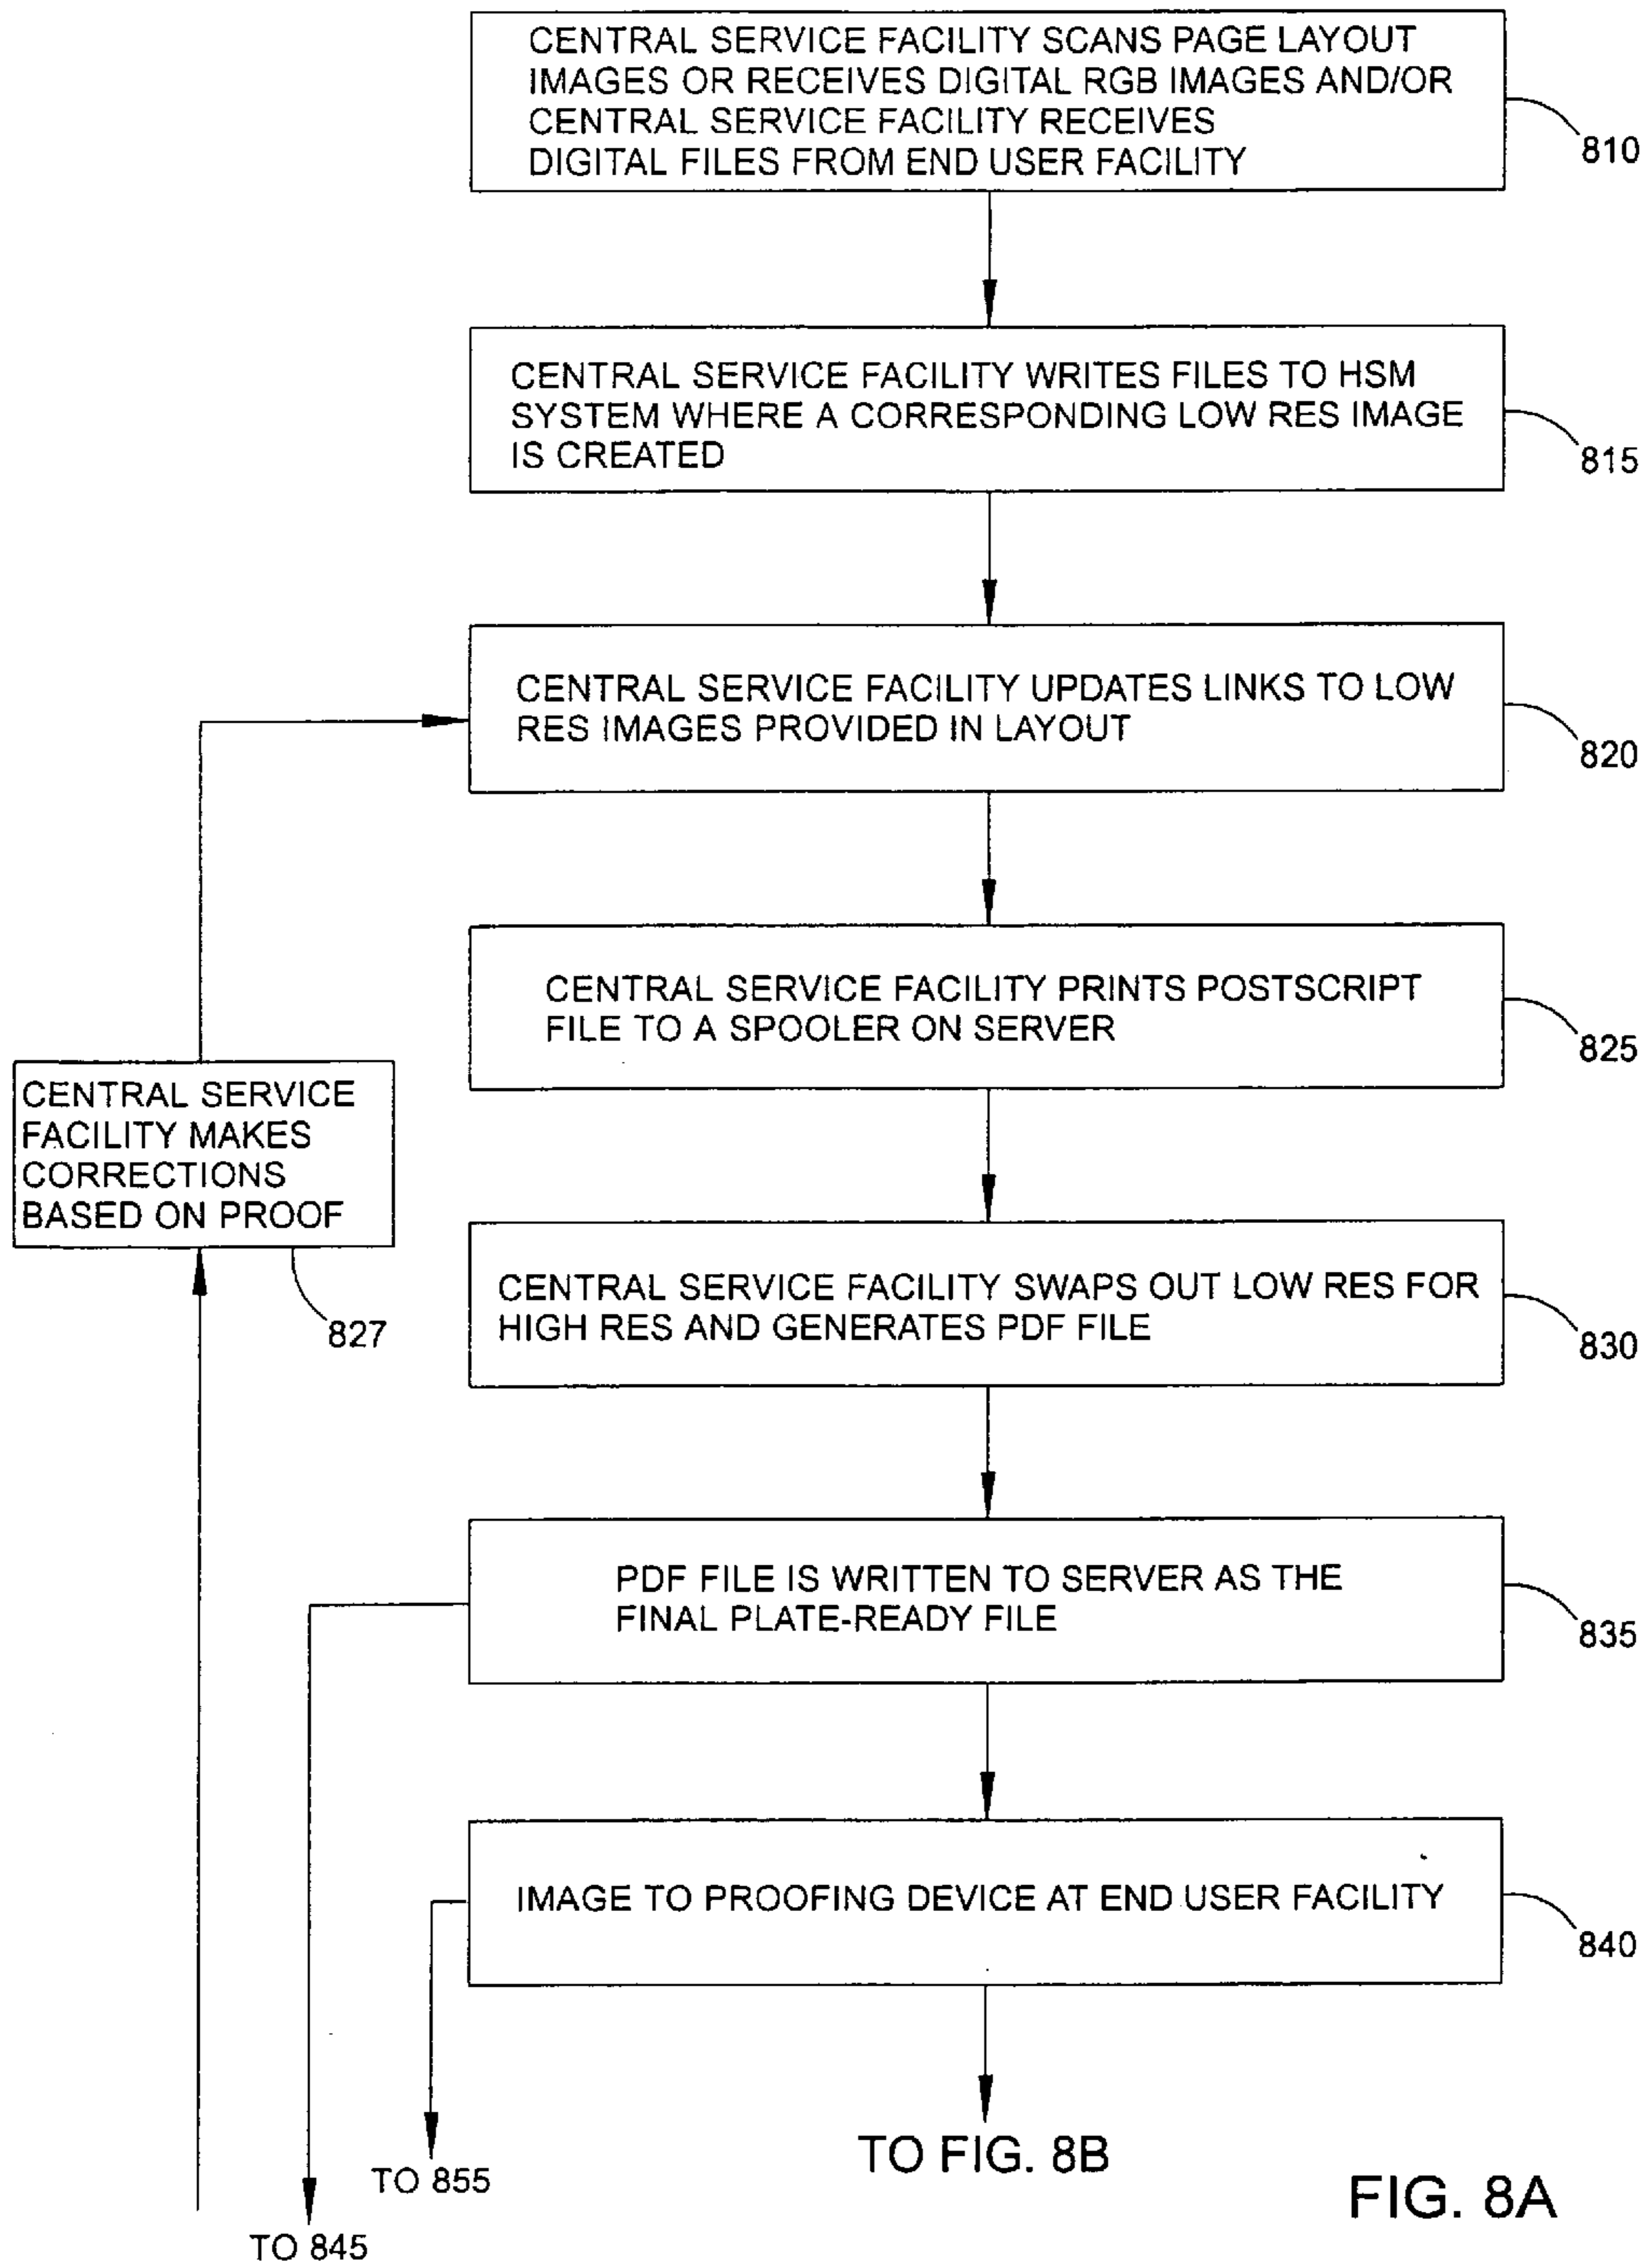 CENTRAL SERVICE FACILITY SCANS PAGE LAYOUT
IMAGES OR RECEIVES DIGITAL RGB IMAGES AND/OR
CENTRAL SERVICE FACILITY RECEIVES
DIGITAL FILES FROM END USER FACILITY
810
CENTRAL SERVICE FACILITY WRITES FILES TO HSM
SYSTEM WHERE A CORRESPONDING LOW RES IMAGE
IS CREATED
815
CENTRAL SERVICE FACILITY UPDATES LINKS TO LOW
RES IMAGES PROVIDED IN LAYOUT
820
CENTRAL SERVICE FACILITY PRINTS POSTSCRIPT
FILE TO A SPOOLER ON SERVER
825
CENTRAL SERVICE
FACILITY MAKES
CORRECTIONS
BASED ON PROOF
827
CENTRAL SERVICE FACILITY SWAPS OUT LOW RES FOR
HIGH RES AND GENERATES PDF FILE
830
PDF FILE IS WRITTEN TO SERVER AS THE
FINAL PLATE-READY FILE
835
IMAGE TO PROOFING DEVICE AT END USER FACILITY
840
TO FIG. 8B
TO 855
TO 845
FIG. 8A